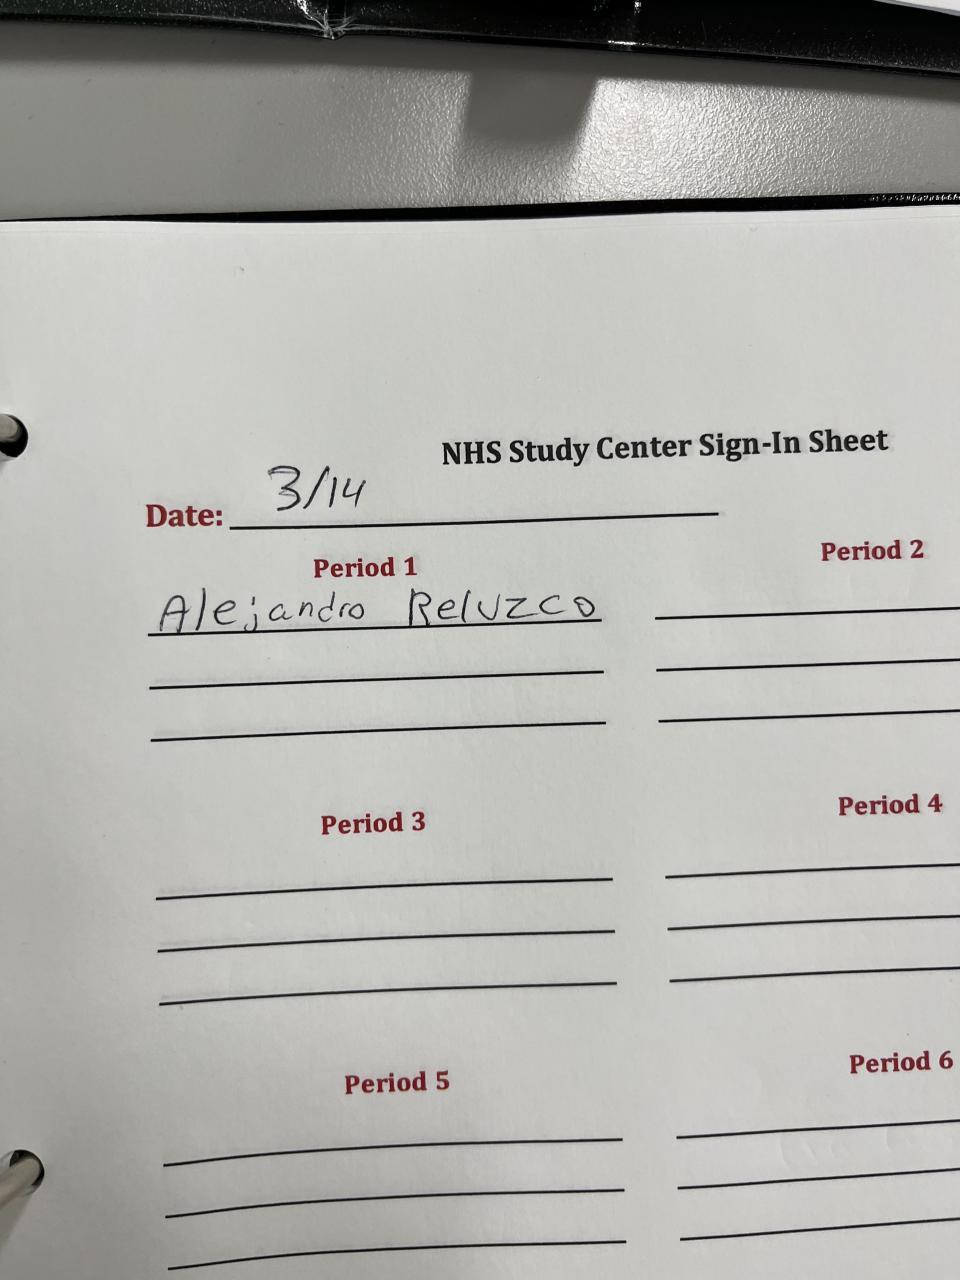 NHS Study Center Sign-In Sheet
Date: 3/14
Period 1 Period 2
Alejandro Reluzco
Period 3 Period 4
Period 5 Period 6